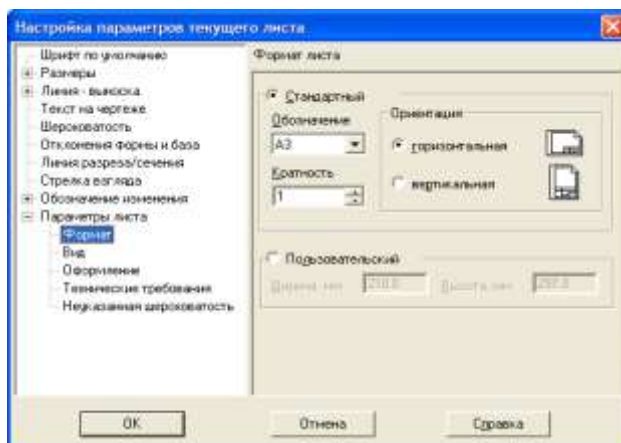 Настройка параметров текущего листа
Шрифт по умолчанию
Размеры
Линия - выноска
Текст на чертеже
Шероховатость
Отклонения формы и база
Линия разреза/сечения
Стрелка взгляда
Обозначение изменения
Параметры листа
Формат
Вид
Оформление
Технические требования
Неуказанная шероховатость
Формат листа
Стандартный
Обозначение
A3
Кратность
1
Ориентация
горизонтальная
вертикальная
Пользовательский
Ширина, мм 210.0 Высота, мм 297.0
OK Отмена Справка